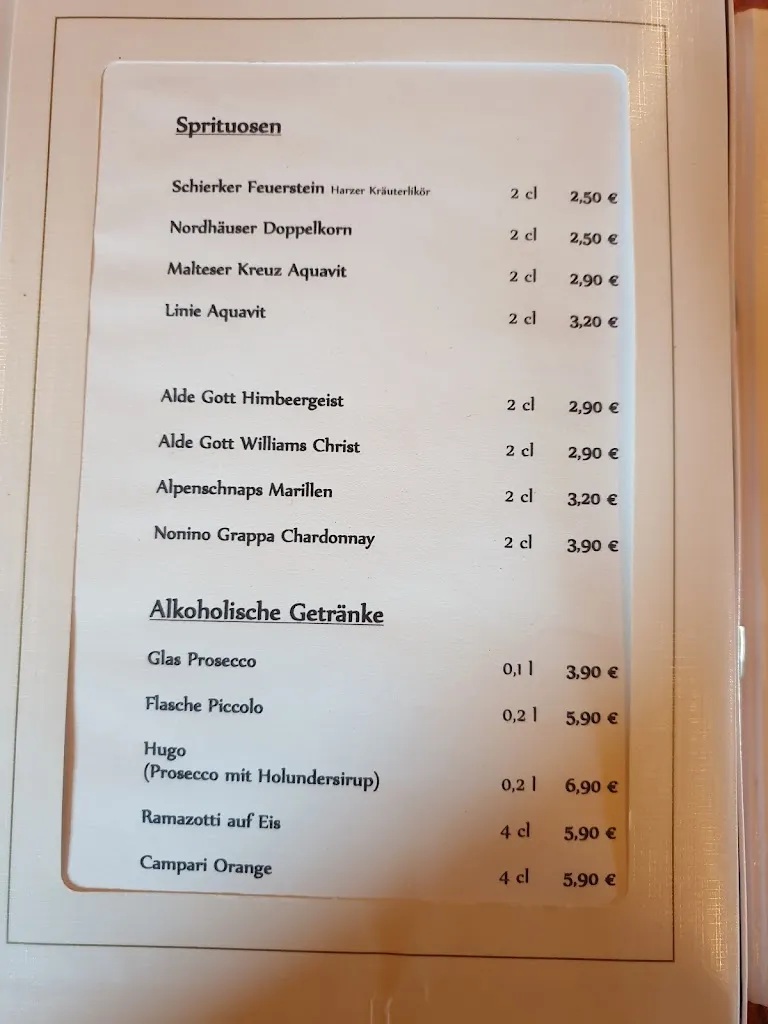 Sprituosen
Schierker Feuerstein Harzer Kräuterlikör 2 cl 2,50 €
Nordhäuser Doppelkorn 2 cl 2,50 €
Malteser Kreuz Aquavit 2 cl 2,90 €
Linie Aquavit 2 cl 3,20 €
Alde Gott Himbeergeist 2 cl 2,90 €
Alde Gott Williams Christ 2 cl 2,90 €
Alpenschnaps Marillen 2 cl 3,20 €
Nonino Grappa Chardonnay 2 cl 3,90 €
Alkoholische Getränke
Glas Prosecco 0,1 l 3,90 €
Flasche Piccolo 0,2 l 5,90 €
Hugo
(Prosecco mit Holundersirup) 0,2 l 6,90 €
Ramazotti auf Eis 4 cl 5,90 €
Campari Orange 4 cl 5,90 €